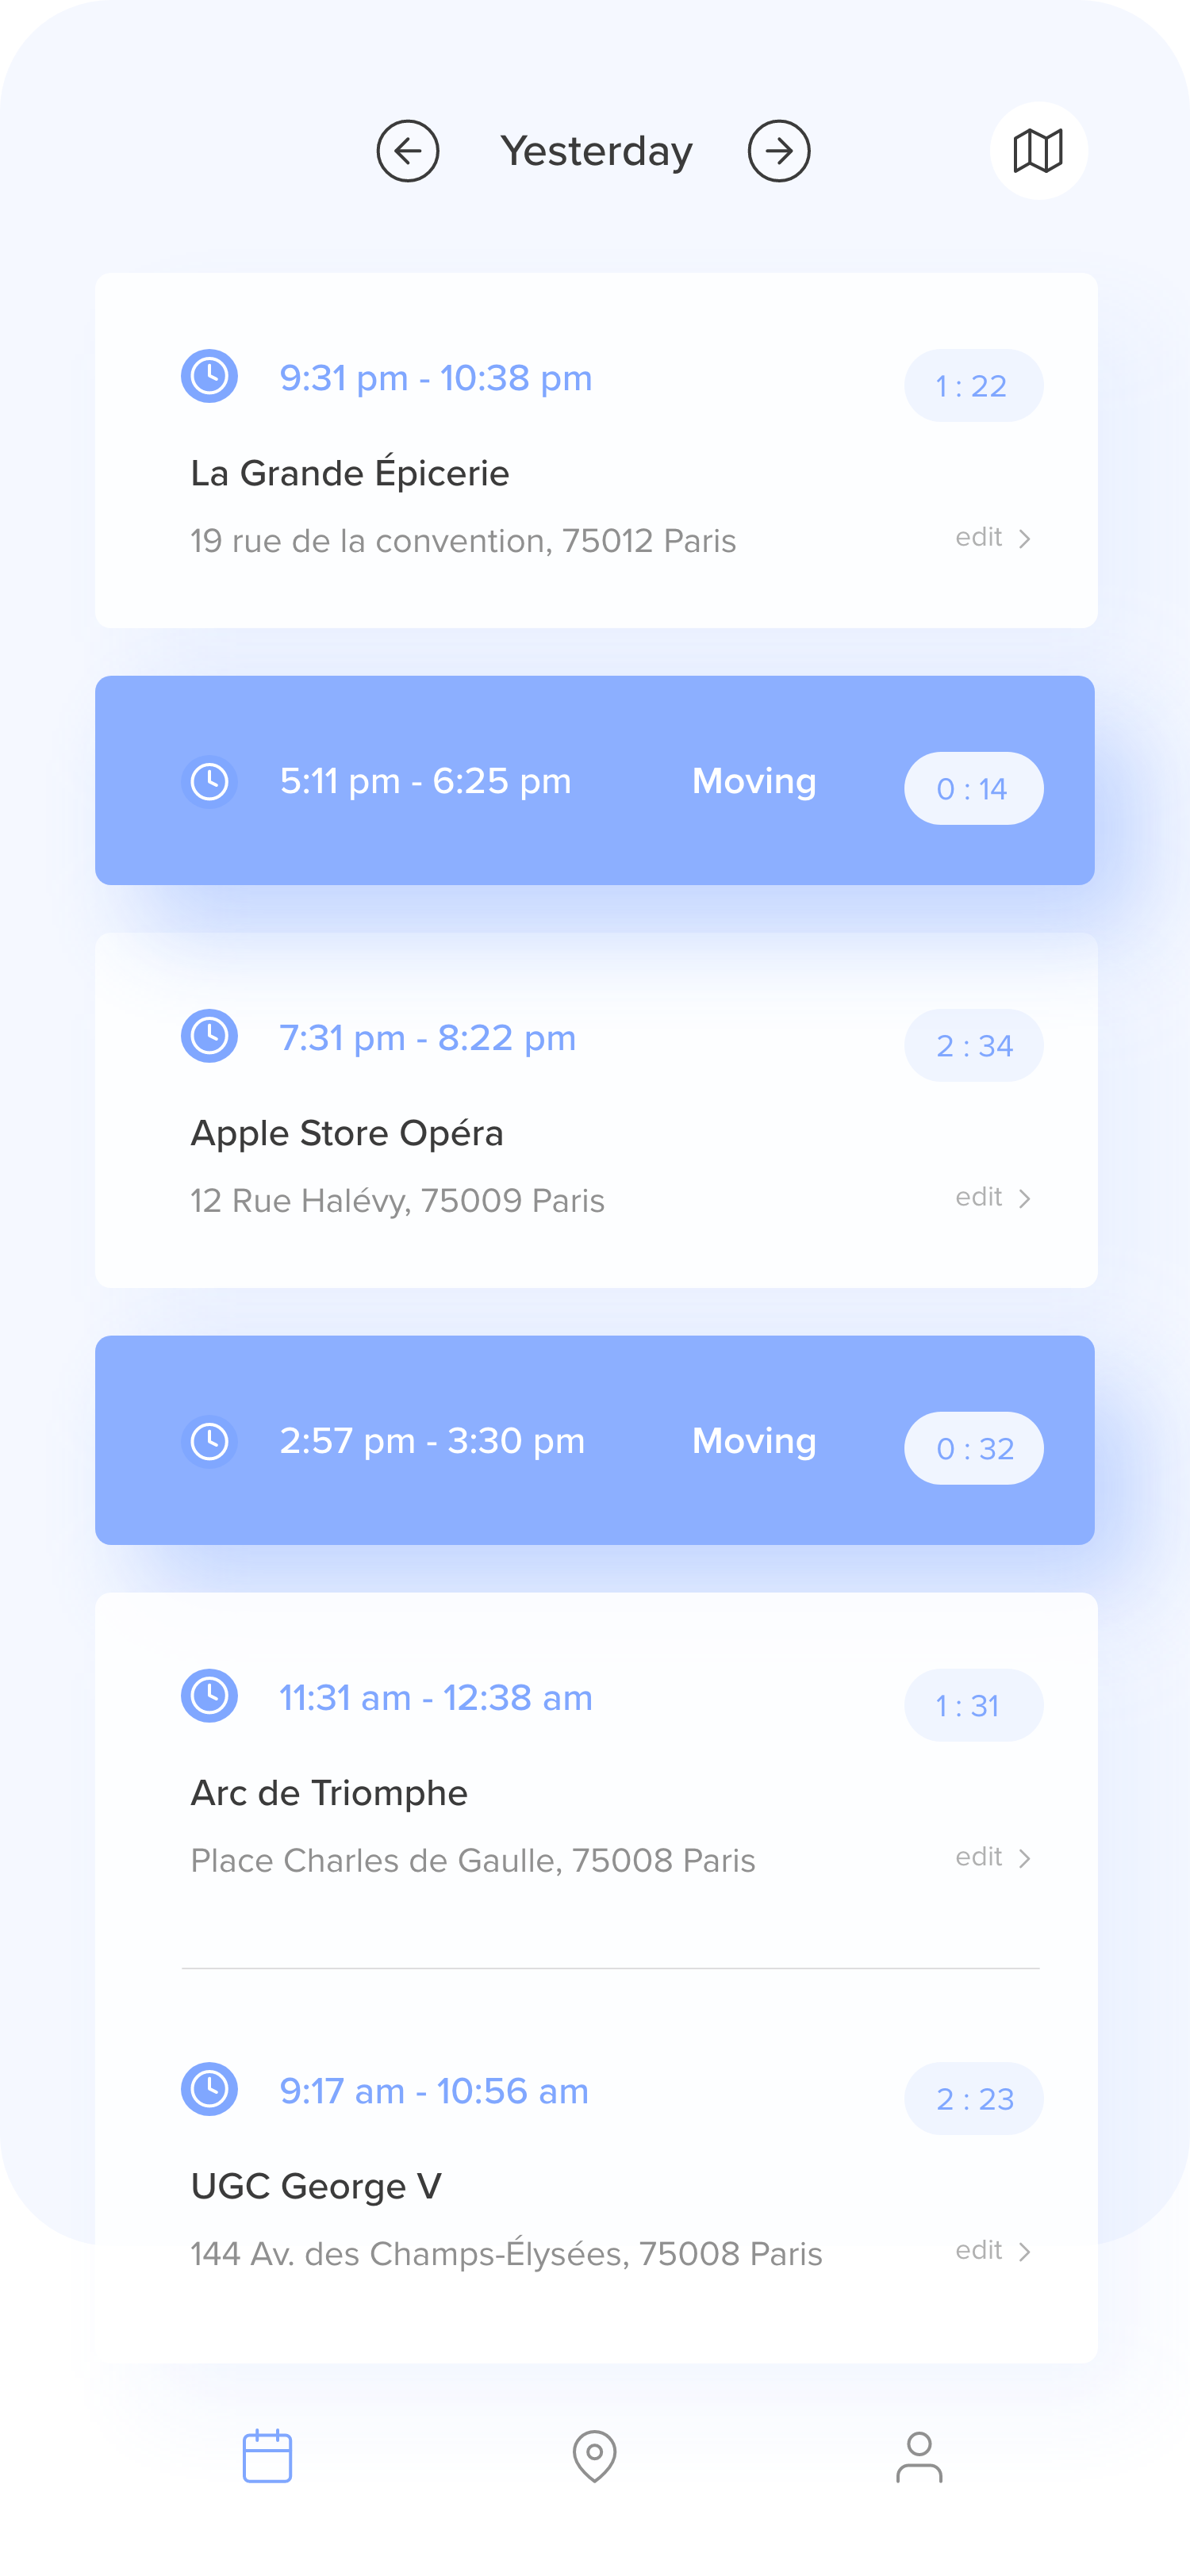 Yesterday
9:31 pm - 10:38 pm
1 : 22
La Grande Épicerie
19 rue de la convention, 75012 Paris
edit
5:11 pm - 6:25 pm
Moving
0 : 14
7:31 pm - 8:22 pm
2 : 34
Apple Store Opéra
12 Rue Halévy, 75009 Paris
edit
2:57 pm - 3:30 pm
Moving
0 : 32
11:31 am - 12:38 am
1 : 31
Arc de Triomphe
Place Charles de Gaulle, 75008 Paris
edit
9:17 am - 10:56 am
2 : 23
UGC George V
144 Av. des Champs-Élysées, 75008 Paris
edit